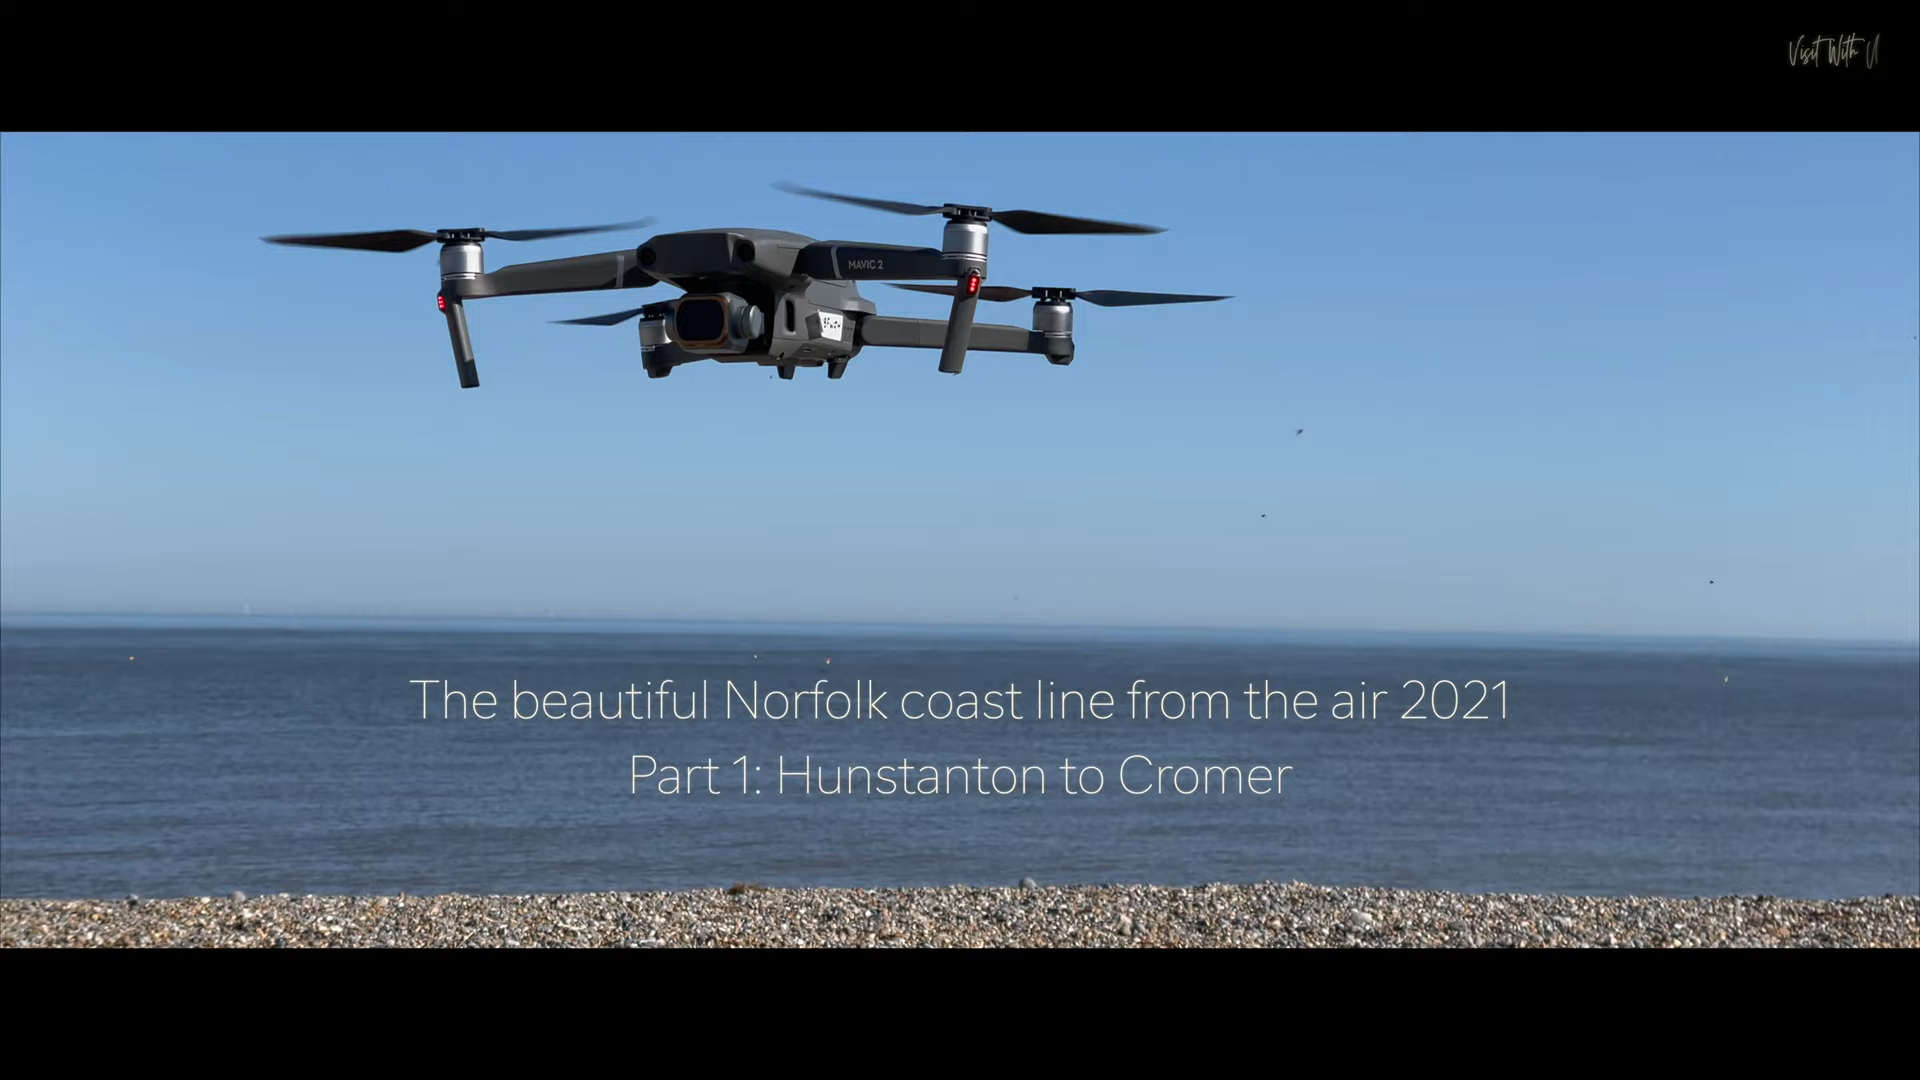 Visit With U
MAVIC 2
The beautiful Norfolk coast line from the air 2021
Part 1: Hunstanton to Cromer